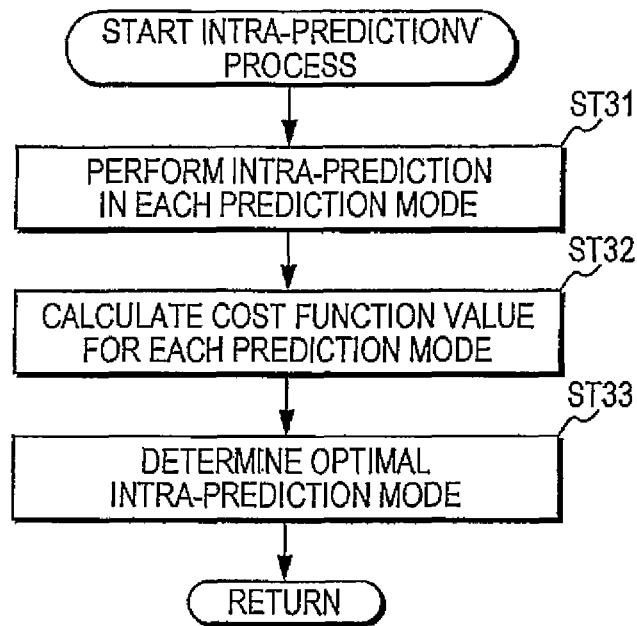 START INTRA-PREDICTIONV
PROCESS
ST31
PERFORM INTRA-PREDICTION
IN EACH PREDICTION MODE
ST32
CALCULATE COST FUNCTION VALUE
FOR EACH PREDICTION MODE
ST33
DETERMINE OPTIMAL
INTRA-PREDICTION MODE
RETURN